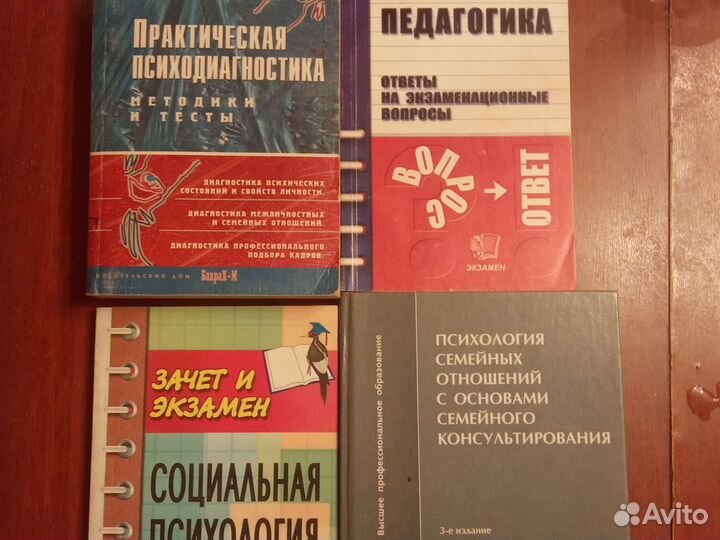 ПРАКТИЧЕСКАЯ
ПСИХОДИАГНОСТИКА
МЕТОДИКИ
И ТЕСТЫ
ДИАГНОСТИКА ПСИХИЧЕСКИХ
СОСТОЯНИЙ И СВОЙСТВ ЛИЧНОСТИ.
ДИАГНОСТИКА МЕЖЛИЧНОСТНЫХ
И СЕМЕЙНЫХ ОТНОШЕНИЙ.
ДИАГНОСТИКА ПРОФЕССИОНАЛЬНОГО
ПОДБОРА КАДРОВ.
ИЗДАТЕЛЬСКИЙ ДОМ БахраХ-М
ПЕДАГОГИКА
ОТВЕТЫ
НА ЭКЗАМЕНАЦИОННЫЕ
ВОПРОСЫ
ВОПРОС
ОТВЕТ
ЭКЗАМЕН
ЗАЧЕТ И
ЭКЗАМЕН
СОЦИАЛЬНАЯ
ПСИХОЛОГИЯ
Высшее профессиональное образование
ПСИХОЛОГИЯ
СЕМЕЙНЫХ
ОТНОШЕНИЙ
С ОСНОВАМИ
СЕМЕЙНОГО
КОНСУЛЬТИРОВАНИЯ
3-е издание
Avito